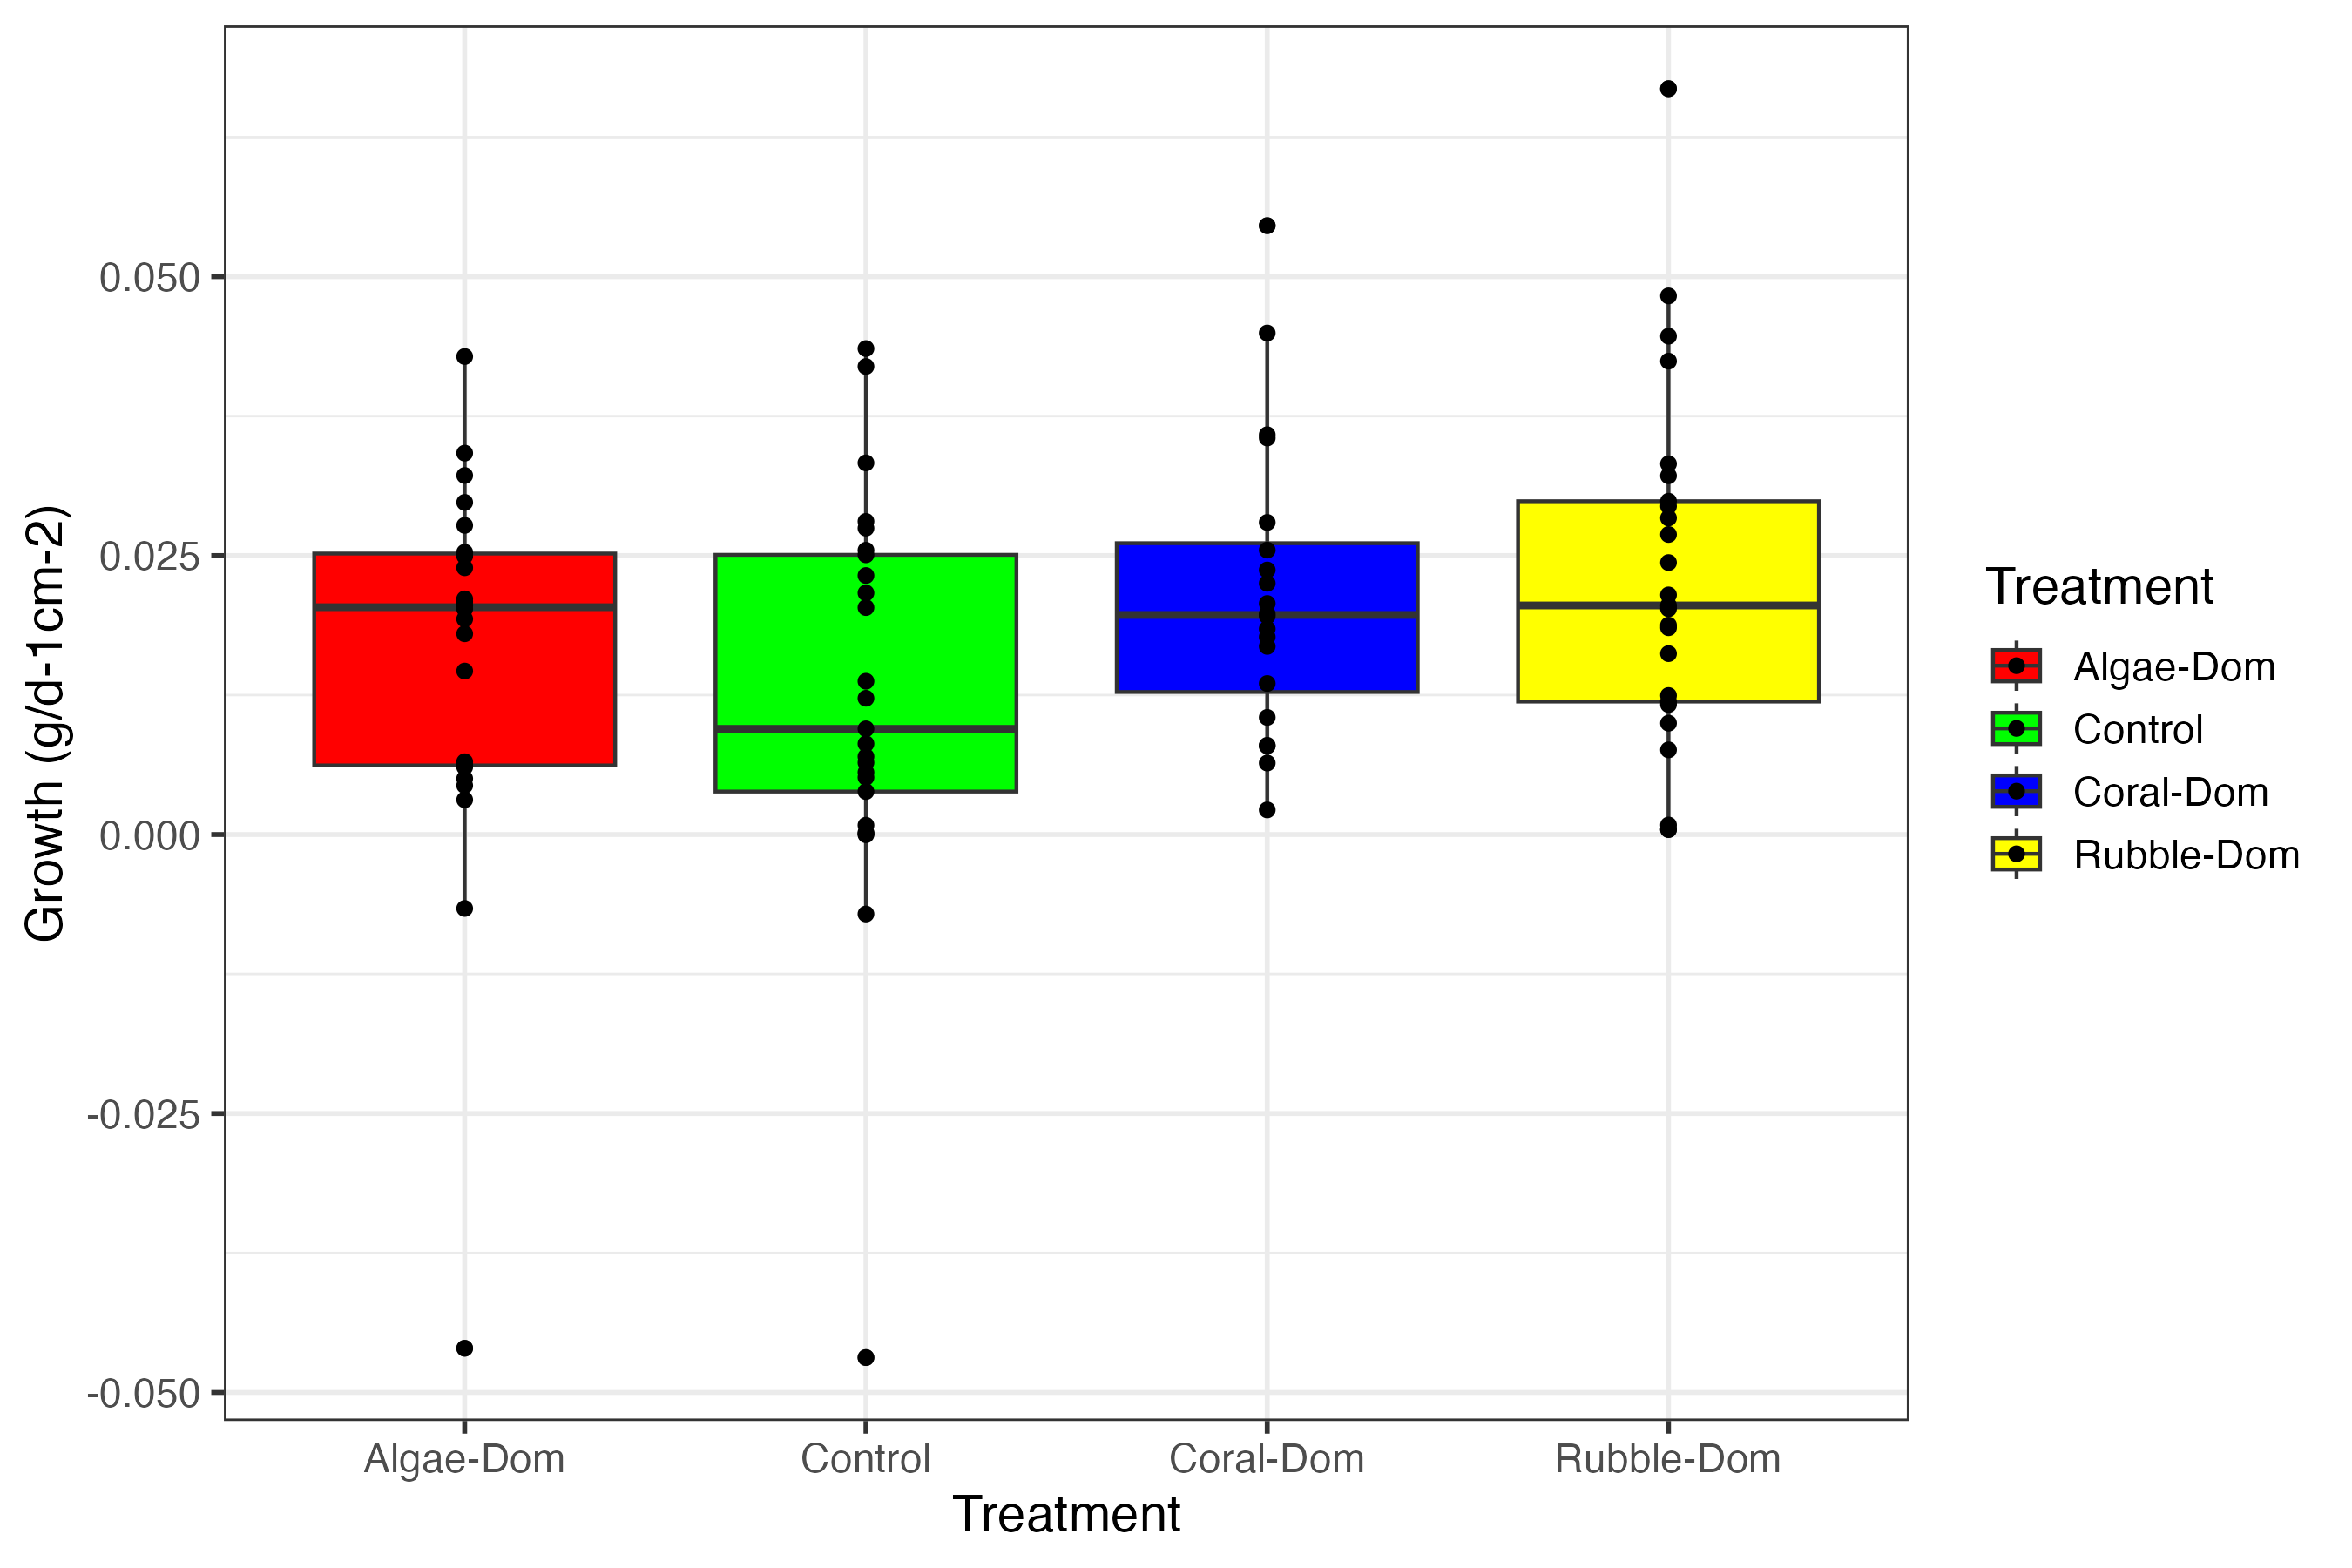 Growth (g/d-1cm-2)
0.050
0.025
0.000
-0.025
-0.050
Algae-Dom
Control
Coral-Dom
Rubble-Dom
Treatment
Treatment
Algae-Dom
Control
Coral-Dom
Rubble-Dom